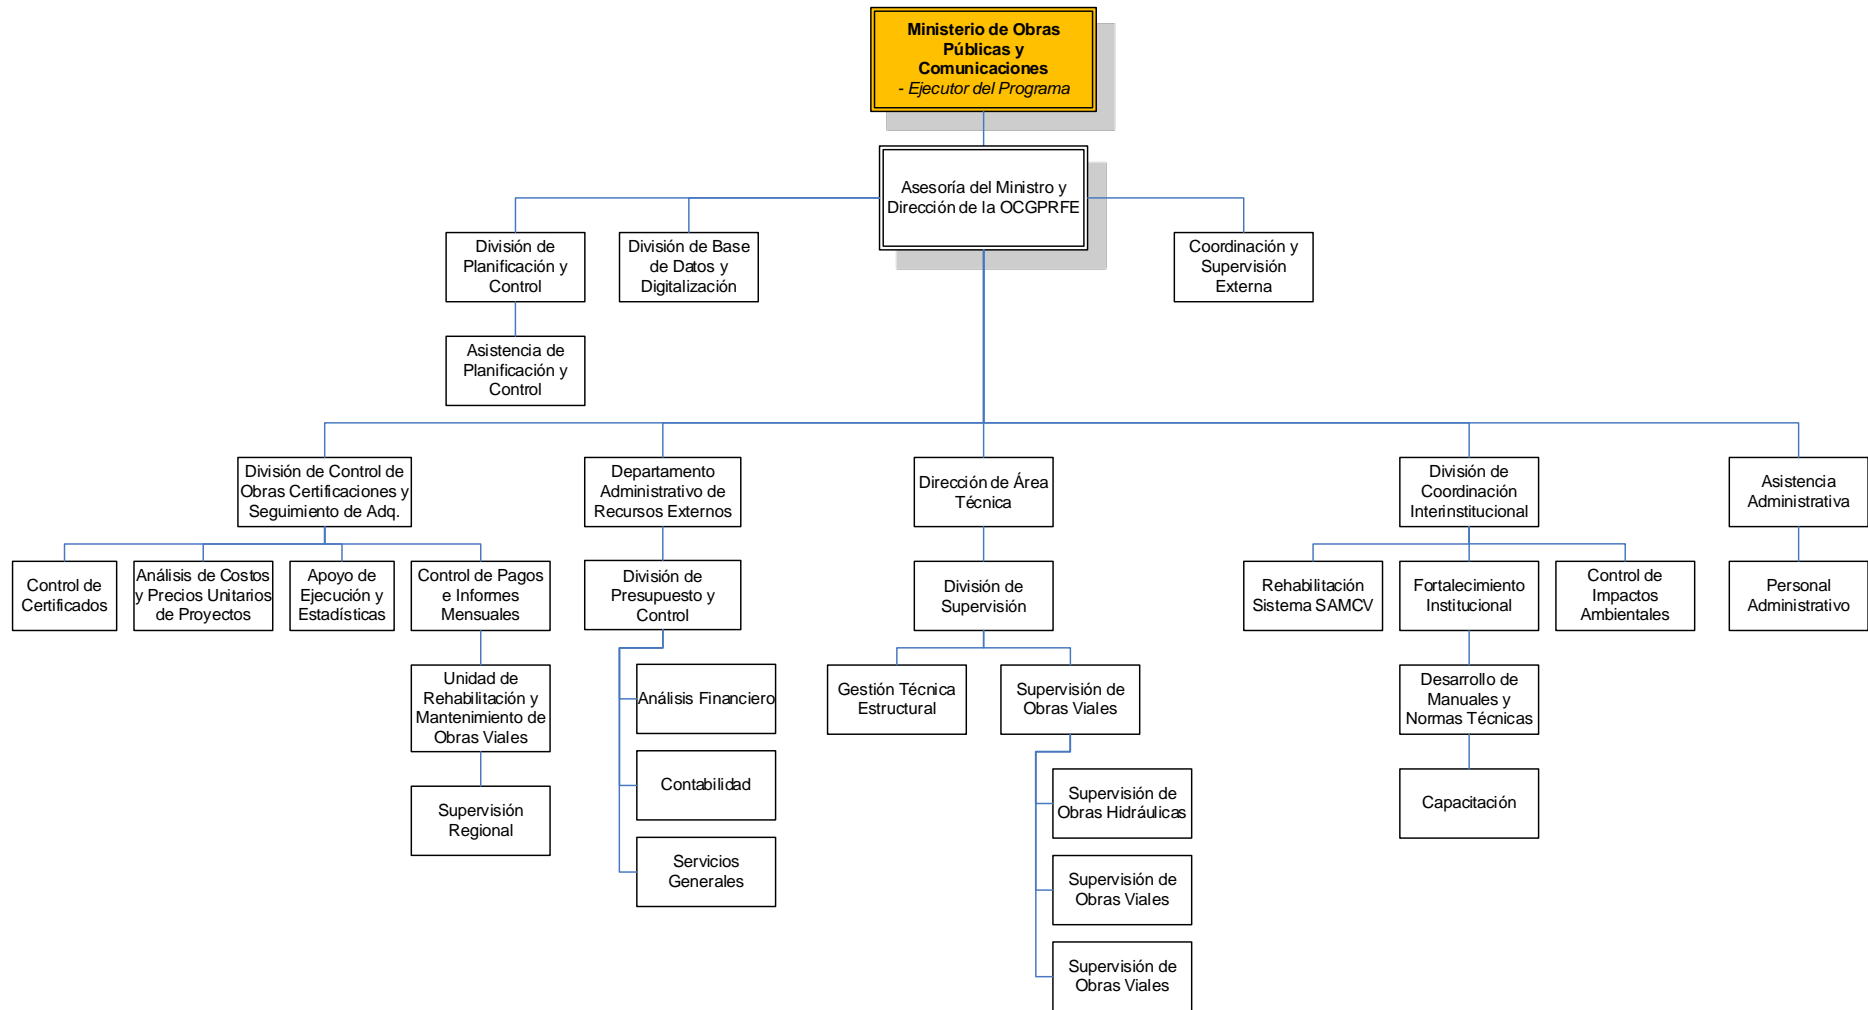 Ministerio de Obras
Públicas y
Comunicaciones
- Ejecutor del Programa
Asesoría del Ministro y
Dirección de la OCGPRFE
División de
Planificación y
Control
División de Base
de Datos y
Digitalización
Coordinación y
Supervisión
Externa
Asistencia de
Planificación y
Control
División de Control de
Obras Certificaciones y
Seguimiento de Adq.
Departamento
Administrativo de
Recursos Externos
Dirección de Área
Técnica
División de
Coordinación
Interinstitucional
Asistencia
Administrativa
Control de
Certificados
Análisis de Costos
y Precios Unitarios
de Proyectos
Apoyo de
Ejecución y
Estadísticas
Control de Pagos
e Informes
Mensuales
División de
Presupuesto y
Control
División de
Supervisión
Rehabilitación
Sistema SAMCV
Fortalecimiento
Institucional
Control de
Impactos
Ambientales
Personal
Administrativo
Unidad de
Rehabilitación y
Mantenimiento de
Obras Viales
Análisis Financiero
Gestión Técnica
Estructural
Supervisión de
Obras Viales
Desarrollo de
Manuales y
Normas Técnicas
Supervisión
Regional
Contabilidad
Supervisión de
Obras Hidráulicas
Capacitación
Servicios
Generales
Supervisión de
Obras Viales
Supervisión de
Obras Viales